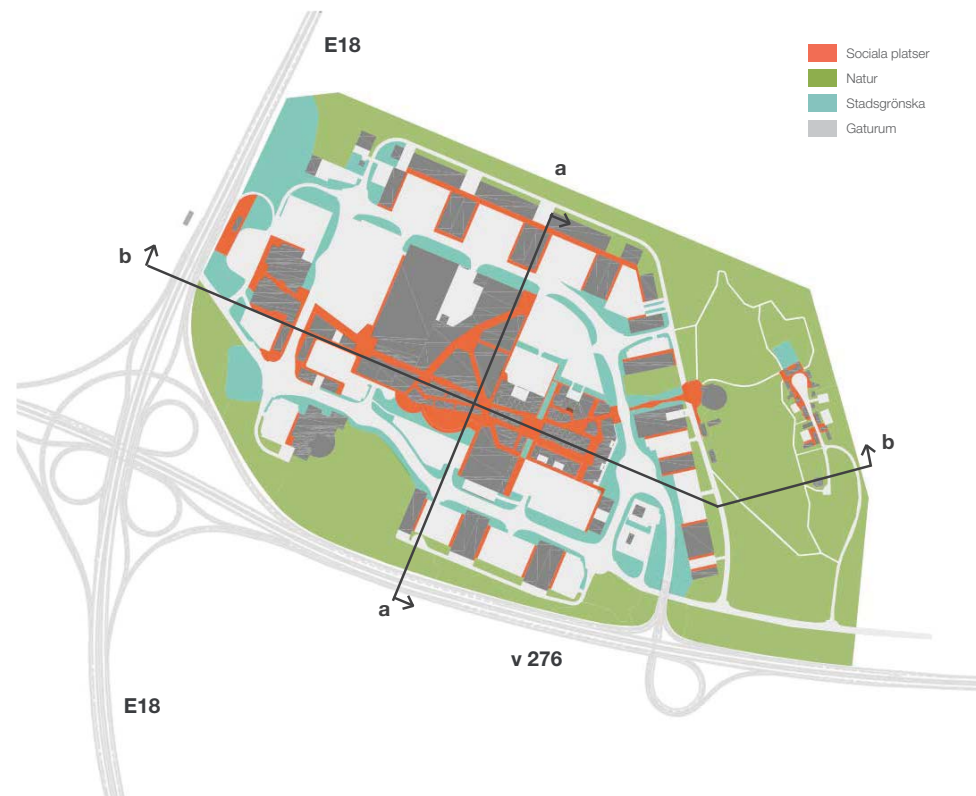 E18
Sociala platser
Natur
Stadsgrönska
Gaturum
a
b
b
a
v 276
E18